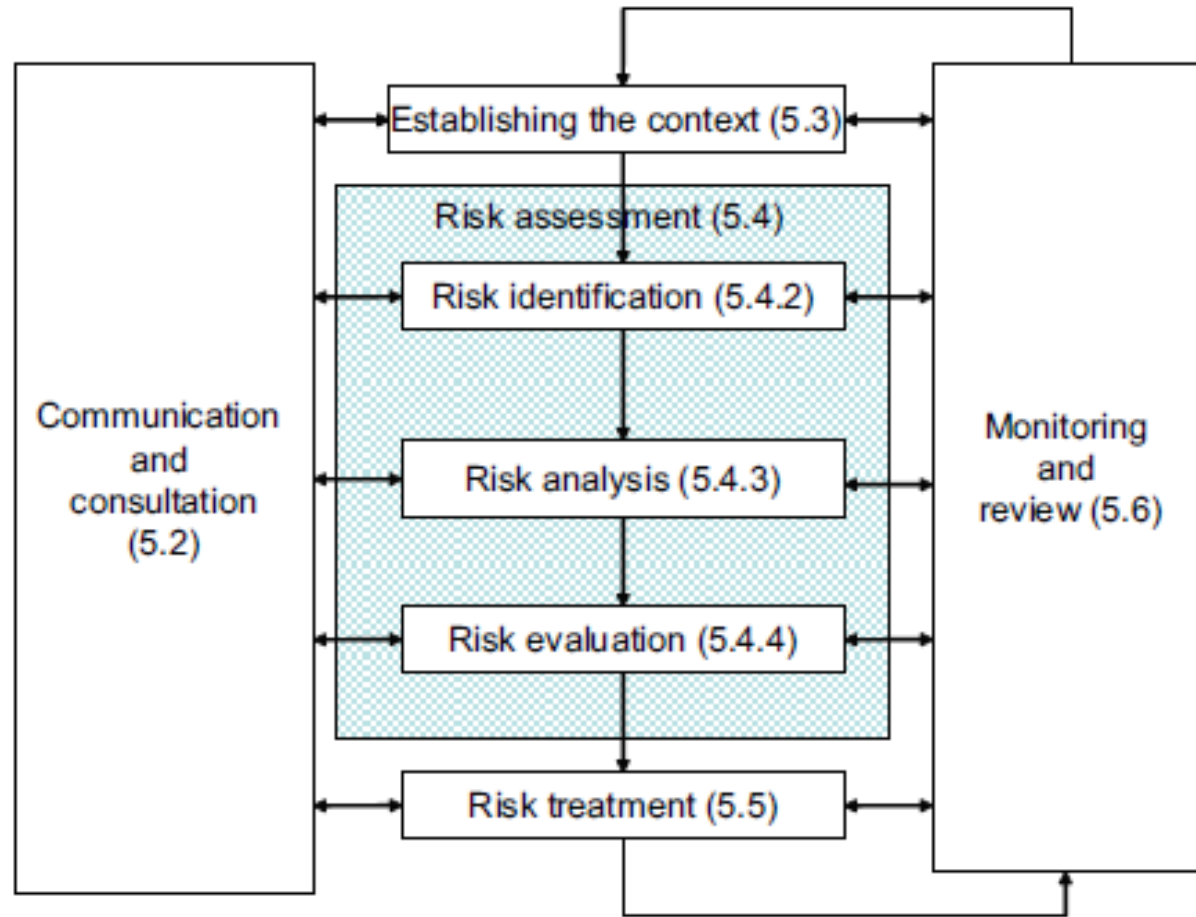 Establishing the context (5.3)
Risk assessment (5.4)
Risk identification (5.4.2)
Communication
and
consultation
(5.2)
Monitoring
and
review (5.6)
Risk analysis (5.4.3)
Risk evaluation (5.4.4)
Risk treatment (5.5)